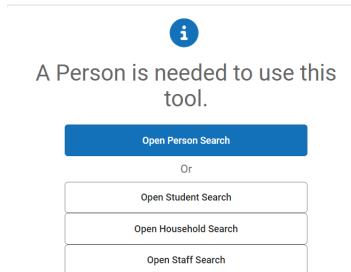 A Person is needed to use this
tool.
Open Person Search
Or
Open Student Search
Open Household Search
Open Staff Search